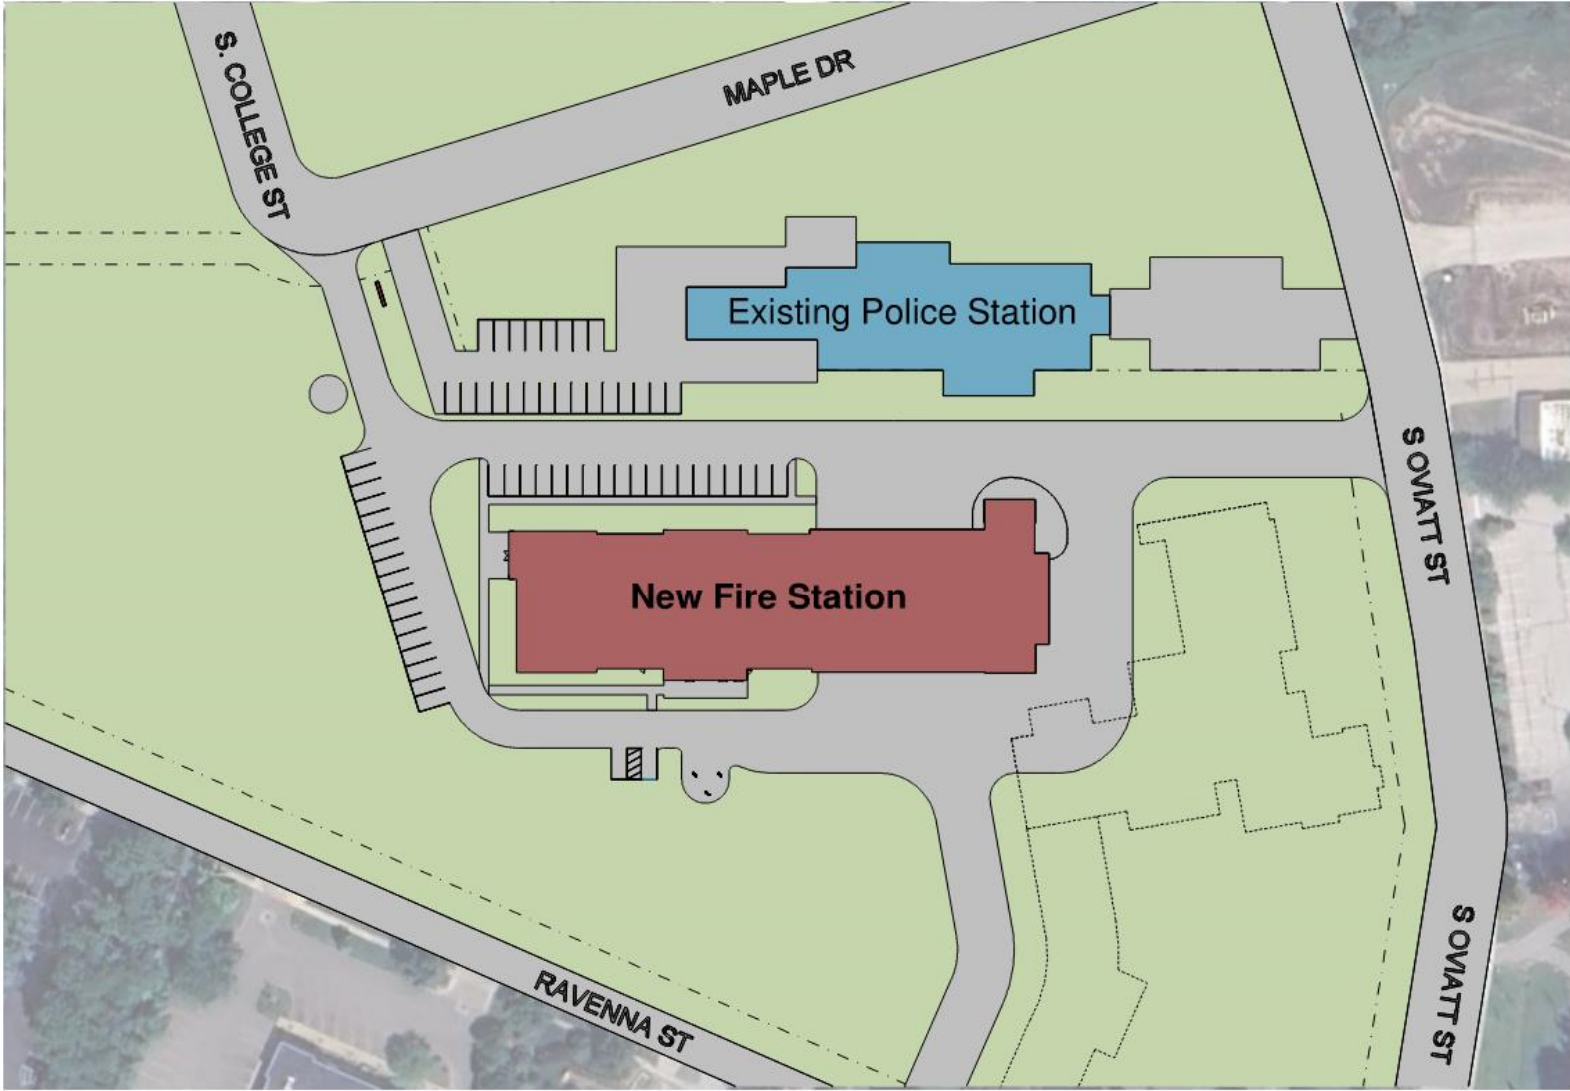 S. COLLEGE ST
MAPLE DR
Existing Police Station
S OVIATT ST
New Fire Station
RAVENNA ST
S OVIATT ST